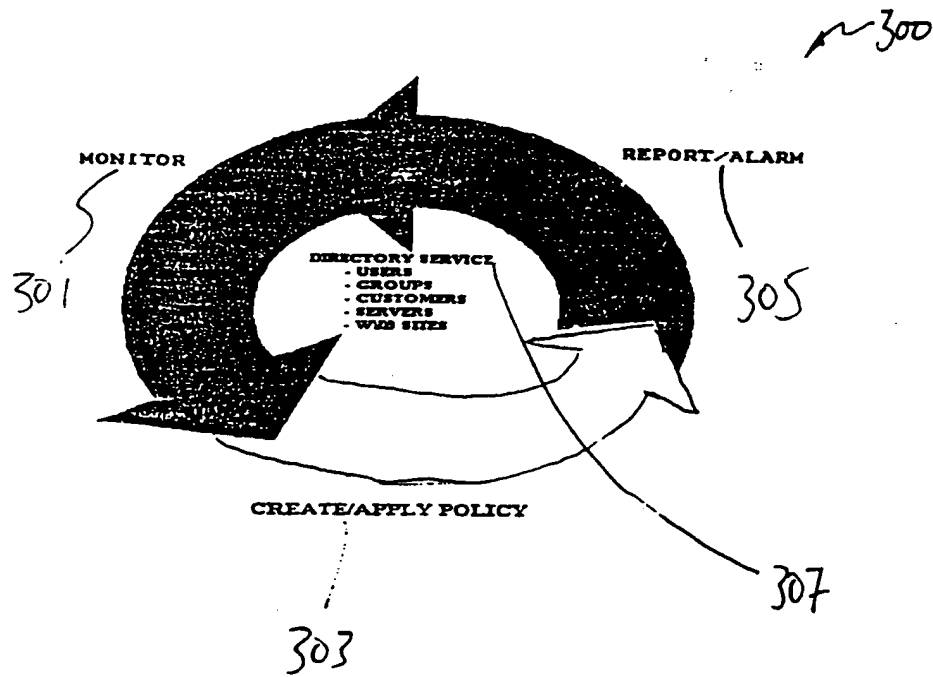 300
MONITOR
REPORT/ALARM
301
305
DIRECTORY SERVICE
- USERS
- GROUPS
- CUSTOMERS
- SERVERS
- WEB SITES
CREATE/APPLY POLICY
307
303